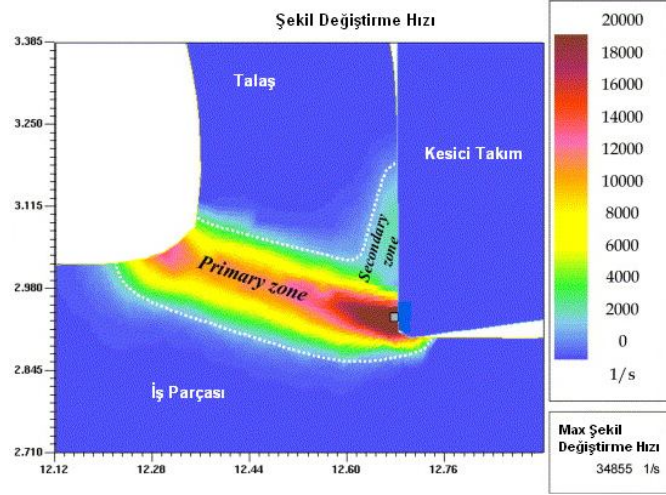 Şekil Değiştirme Hızı
3.385
3.250
3.115
2.980
2.845
2.710
12.12
12.28
12.44
12.60
12.76
Talaş
Kesici Takım
Primary zone
Secondary
zone
İş Parçası
20000
18000
16000
14000
12000
10000
8000
6000
4000
2000
0
1/s
Max Şekil
Değiştirme Hızı
34855 1/s